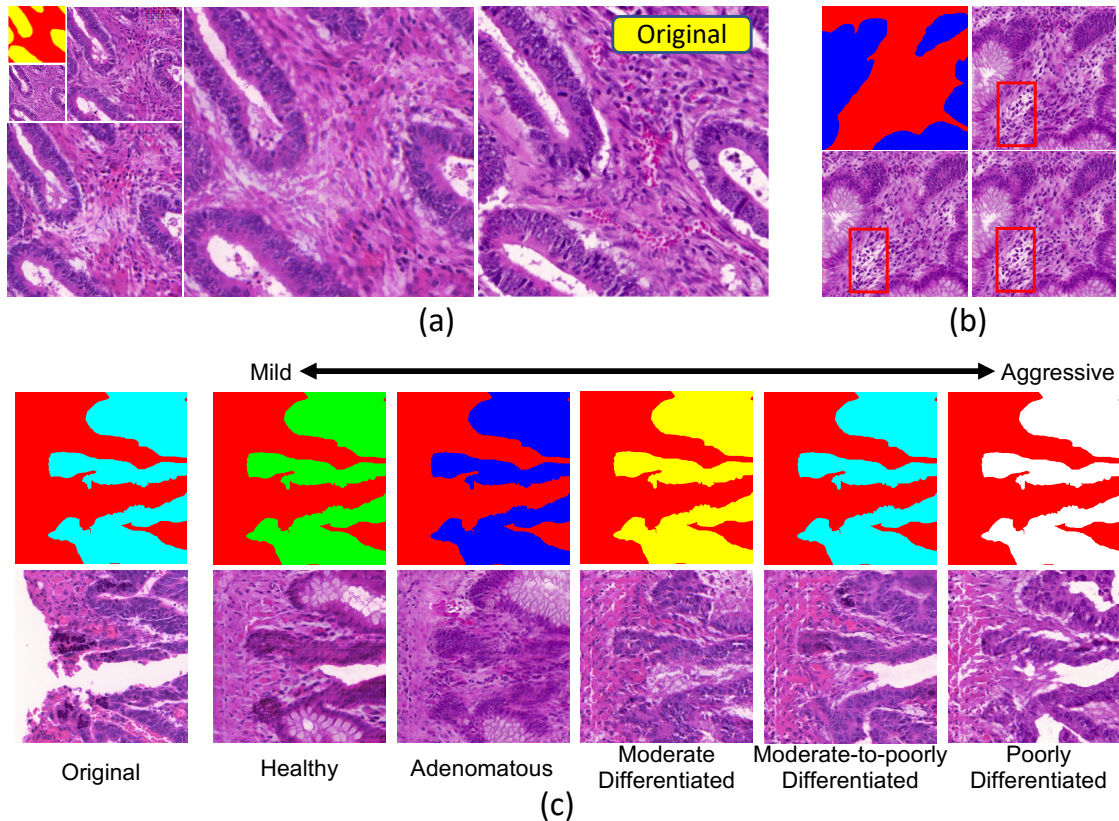 Original
(a)
(b)
Mild
Aggressive
Original
Healthy
Adenomatous
Moderate
Differentiated
Moderate-to-poorly
Differentiated
Poorly
Differentiated
(c)